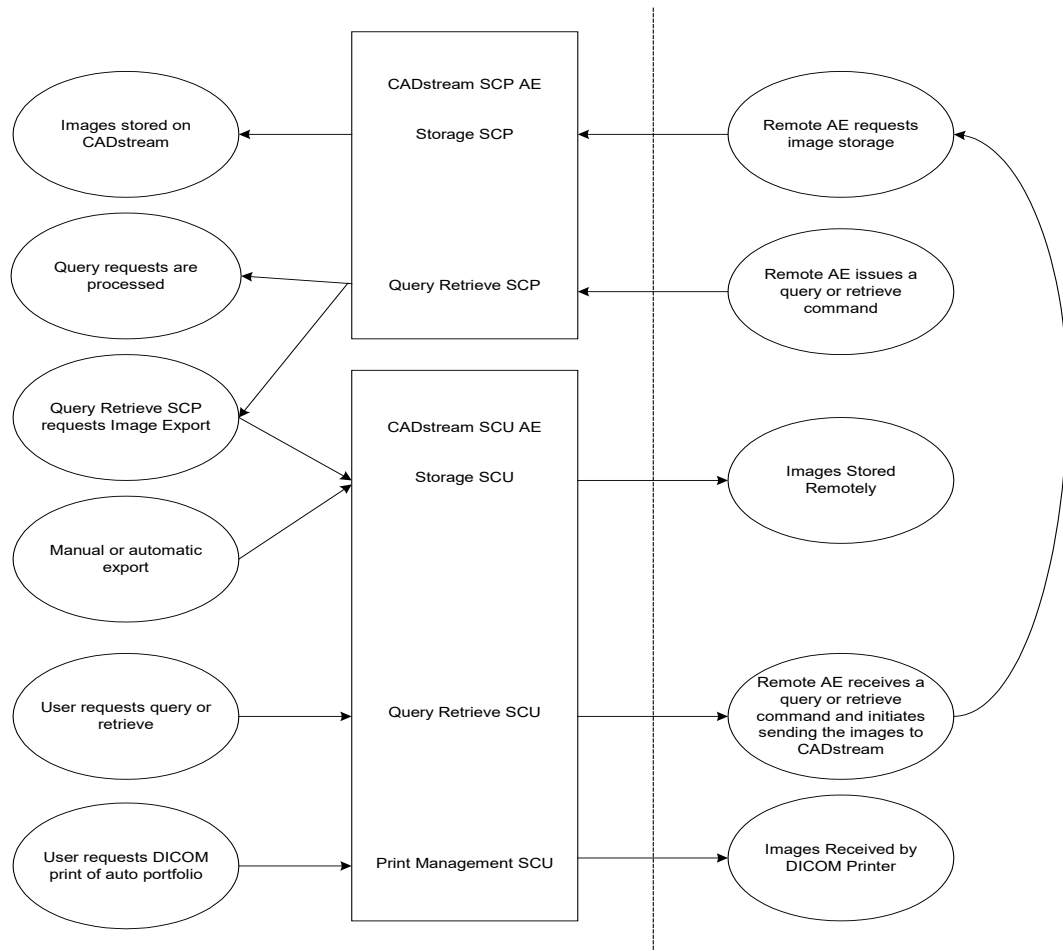 CADstream SCP AE
Images stored on
CADstream
Storage SCP
Remote AE requests
image storage
Query requests are
processed
Query Retrieve SCP
Remote AE issues a
query or retrieve
command
Query Retrieve SCP
requests Image Export
CADstream SCU AE
Storage SCU
Images Stored
Remotely
Manual or automatic
export
User requests query or
retrieve
Query Retrieve SCU
Remote AE receives a
query or retrieve
command and initiates
sending the images to
CADstream
User requests DICOM
print of auto portfolio
Print Management SCU
Images Received by
DICOM Printer